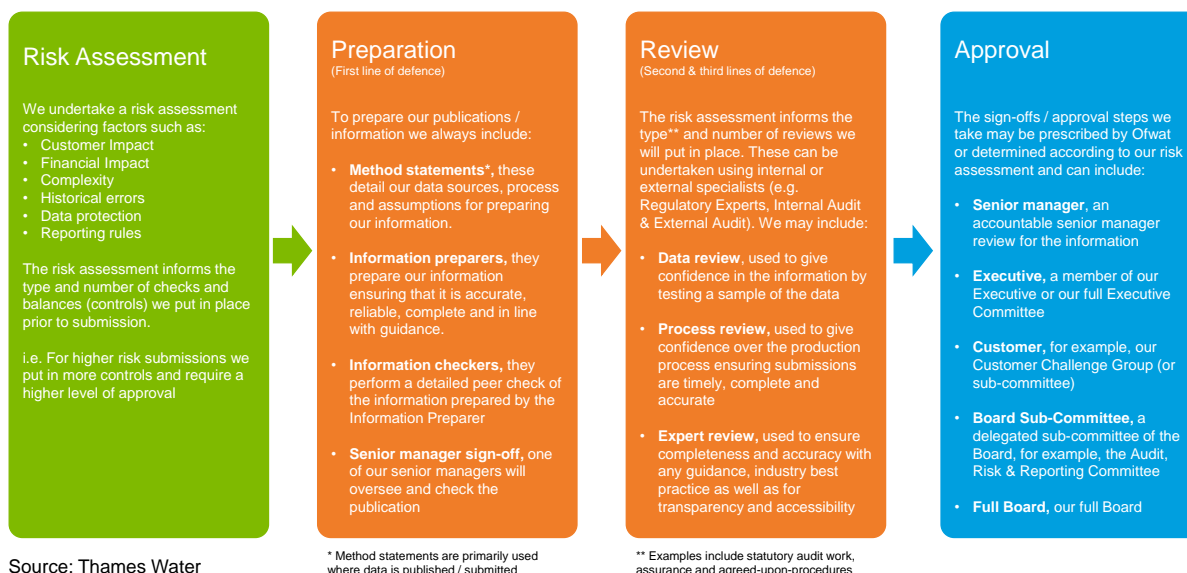 Risk Assessment
We undertake a risk assessment
considering factors such as:
• Customer Impact
• Financial Impact
• Complexity
• Historical errors
• Data protection
• Reporting rules
The risk assessment informs the
type and number of checks and
balances (controls) we put in place
prior to submission.
i.e. For higher risk submissions we
put in more controls and require a
higher level of approval
Preparation
(First line of defence)
To prepare our publications /
information we always include:
• Method statements*, these
detail our data sources, process
and assumptions for preparing
our information.
• Information preparers, they
prepare our information
ensuring that it is accurate,
reliable, complete and in line
with guidance.
• Information checkers, they
perform a detailed peer check of
the information prepared by the
Information Preparer
• Senior manager sign-off, one
of our senior managers will
oversee and check the
publication
Review
(Second & third lines of defence)
The risk assessment informs the
type** and number of reviews we
will put in place. These can be
undertaken using internal or
external specialists (e.g.
Regulatory Experts, Internal Audit
& External Audit). We may include:
• Data review, used to give
confidence in the information by
testing a sample of the data
• Process review, used to give
confidence over the production
process ensuring submissions
are timely, complete and
accurate
• Expert review, used to ensure
completeness and accuracy with
any guidance, industry best
practice as well as for
transparency and accessibility
Approval
The sign-offs / approval steps we
take may be prescribed by Ofwat
or determined according to our risk
assessment and can include:
• Senior manager, an
accountable senior manager
review for the information
• Executive, a member of our
Executive or our full Executive
Committee
• Customer, for example, our
Customer Challenge Group (or
sub-committee)
• Board Sub-Committee, a
delegated sub-committee of the
Board, for example, the Audit,
Risk & Reporting Committee
• Full Board, our full Board
Source: Thames Water
* Method statements are primarily used
where data is published / submitted
** Examples include statutory audit work,
assurance and agreed-upon-procedures